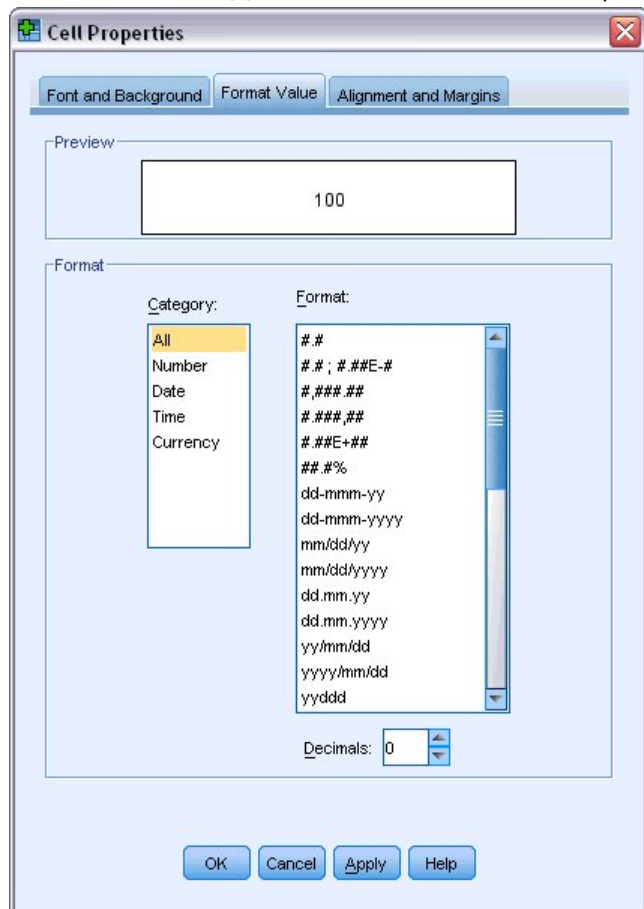 Cell Properties
Font and Background
Format Value
Alignment and Margins
Preview
100
Format
Category:
All
Number
Date
Time
Currency
Format:
#.#
#.# ; #.##E-#
#,###.##
#.###,##
#.##E+##
##.#%
dd-mmm-yy
dd-mmm-yyyy
mm/dd/yy
mm/dd/yyyy
dd.mm.yy
dd.mm.yyyy
yy/mm/dd
yyyy/mm/dd
yyddd
Decimals: 0
OK
Cancel
Apply
Help